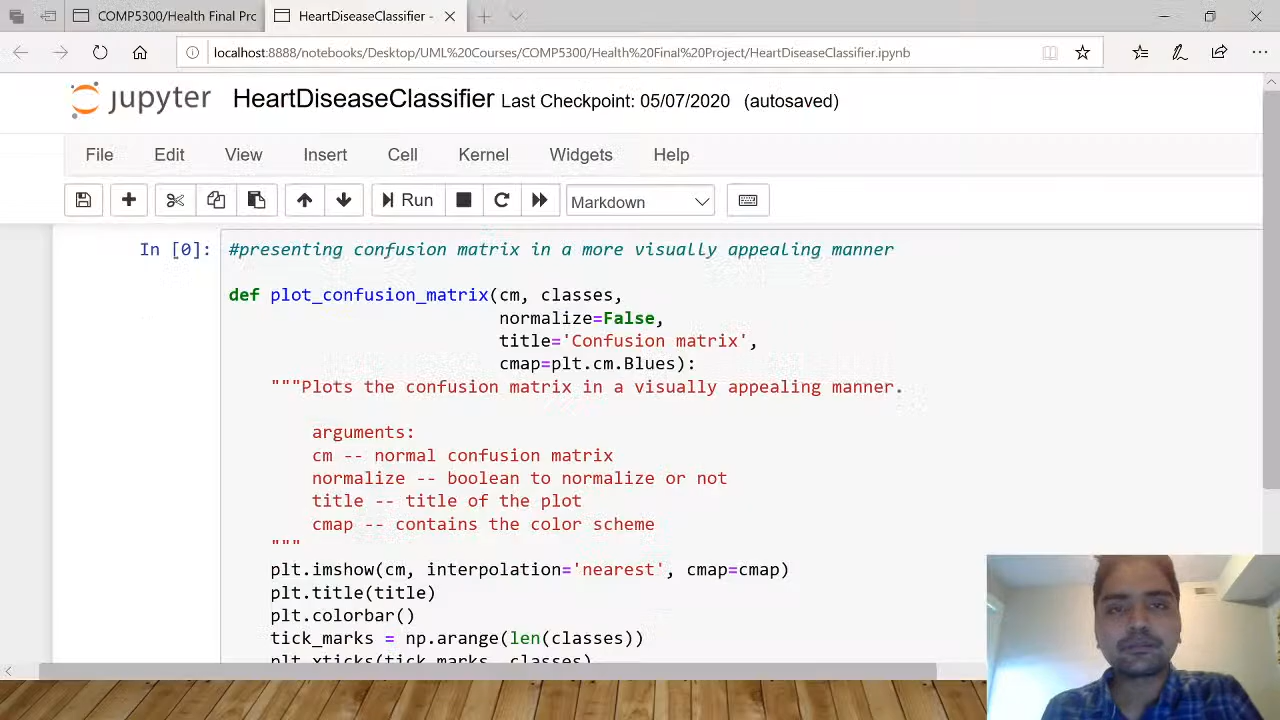 COMP5300/Health Final Pro
HeartDiseaseClassifier -
localhost:8888/notebooks/Desktop/UML%20Courses/COMP5300/Health%20Final%20Project/HeartDiseaseClassifier.ipynb
jupyter HeartDiseaseClassifier Last Checkpoint: 05/07/2020 (autosaved)
File Edit View Insert Cell Kernel Widgets Help
Run Markdown
In [0]: #presenting confusion matrix in a more visually appealing manner
def plot_confusion_matrix(cm, classes,
normalize=False,
title='Confusion matrix',
cmap=plt.cm.Blues):
"""Plots the confusion matrix in a visually appealing manner.
arguments:
cm -- normal confusion matrix
normalize -- boolean to normalize or not
title -- title of the plot
cmap -- contains the color scheme
"""
plt.imshow(cm, interpolation='nearest', cmap=cmap)
plt.title(title)
plt.colorbar()
tick_marks = np.arange(len(classes))
plt.xticks(tick_marks, classes)